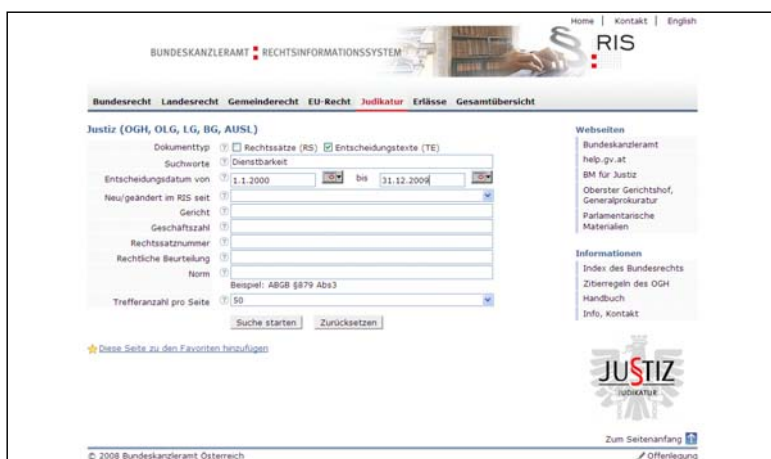 Home | Kontakt | English
BUNDESKANZLERAMT RECHTSINFORMATIONSSYSTEM
§ RIS
Bundesrecht Landesrecht Gemeinderecht EU-Recht Judikatur Erlässe Gesamtübersicht
Justiz (OGH, OLG, LG, BG, AUSL)
Dokumenttyp ? Rechtssätze (RS) Entscheidungstexte (TE)
Suchworte ? Dienstbarkeit
Entscheidungsdatum von ? 1.1.2000 bis 31.12.2009
Neu/geändert im RIS seit ?
Gericht ?
Geschäftszahl ?
Rechtssatznummer ?
Rechtliche Beurteilung ?
Norm ?
Beispiel: ABGB §879 Abs3
Trefferanzahl pro Seite ? 50
Suche starten Zurücksetzen
Diese Seite zu den Favoriten hinzufügen
Webseiten
Bundeskanzleramt
help.gv.at
BM für Justiz
Oberster Gerichtshof,
Generalprokuratur
Parlamentarische
Materialien
Informationen
Index des Bundesrechts
Zitierregeln des OGH
Handbuch
Info, Kontakt
JU§TIZ
JUDIKATUR
Zum Seitenanfang
© 2008 Bundeskanzleramt Österreich
Offenlegung